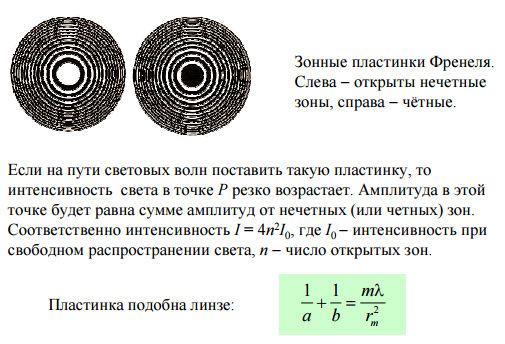 Зонные пластинки Френеля.
Слева – открыты нечетные
зоны, справа – чётные.
Если на пути световых волн поставить такую пластинку, то
интенсивность света в точке P резко возрастает. Амплитуда в этой
точке будет равна сумме амплитуд от нечетных (или четных) зон.
Соответственно интенсивность I = 4n²I₀, где I₀ – интенсивность при
свободном распространении света, n – число открытых зон.
Пластинка подобна линзе: 1/a + 1/b = mλ/rₘ²